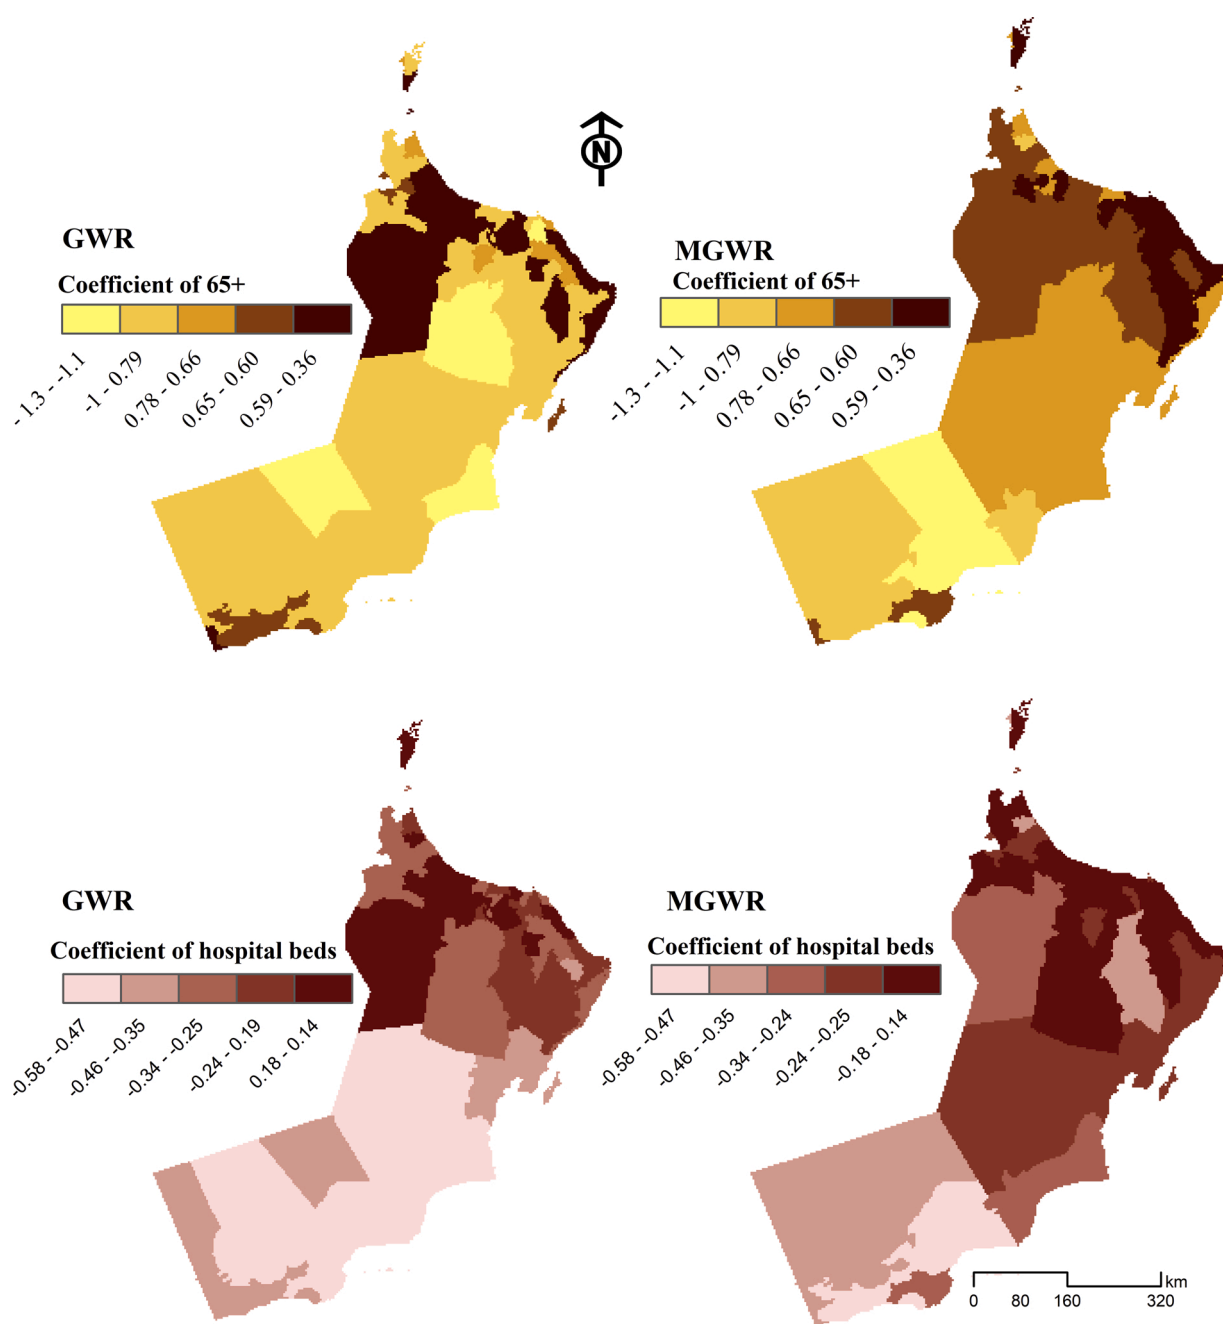 N
GWR
Coefficient of 65+
-1.3 - -1.1
-1 - 0.79
0.78 - 0.66
0.65 - 0.60
0.59 - 0.36
MGWR
Coefficient of 65+
-1.3 - -1.1
-1 - 0.79
0.78 - 0.66
0.65 - 0.60
0.59 - 0.36
GWR
Coefficient of hospital beds
-0.58 - -0.47
-0.46 - -0.35
-0.34 - -0.25
-0.24 - 0.19
0.18 - 0.14
MGWR
Coefficient of hospital beds
-0.58 - -0.47
-0.46 - -0.35
-0.34 - -0.24
-0.24 - -0.25
-0.18 - 0.14
km
0 80 160 320